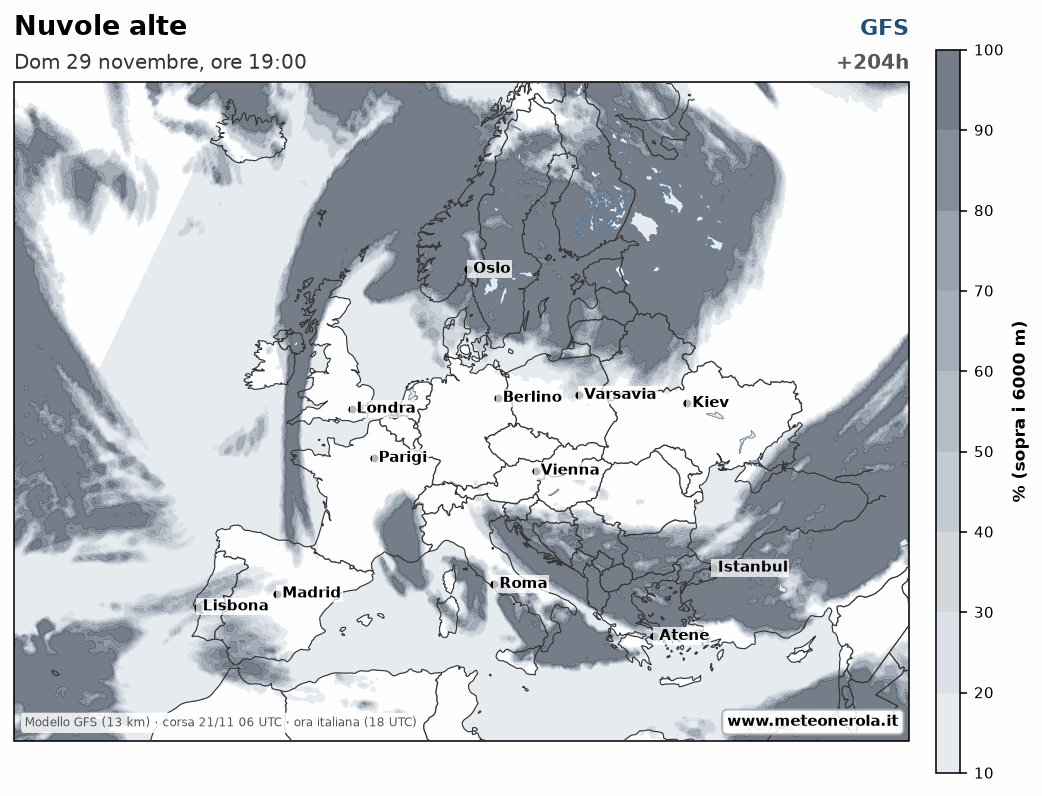 Nuvole alte
GFS
Dom 29 novembre, ore 19:00
+204h
Oslo
Londra
Berlino
Varsavia
Kiev
Parigi
Vienna
Istanbul
Roma
Madrid
Lisbona
Atene
Modello GFS (13 km) · corsa 21/11 06 UTC · ora italiana (18 UTC)
www.meteonerola.it
100
90
80
70
60
50
40
30
20
10
% (sopra i 6000 m)